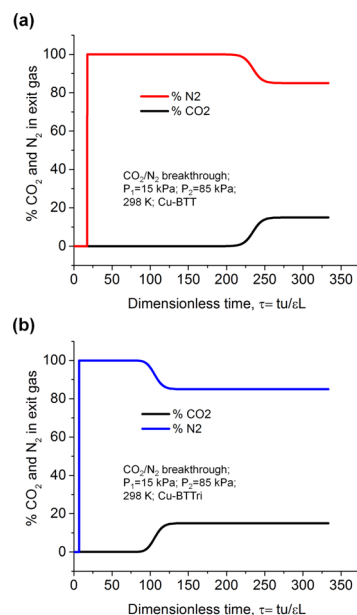 (a)
% CO₂ and N₂ in exit gas
100
80
60
40
20
0
% N2
% CO2
CO₂/N₂ breakthrough;
P₁=15 kPa; P₂=85 kPa;
298 K; Cu-BTT
0 50 100 150 200 250 300 350
Dimensionless time, τ= tu/εL
(b)
% CO₂ and N₂ in exit gas
100
80
60
40
20
0
% CO2
% N2
CO₂/N₂ breakthrough;
P₁=15 kPa; P₂=85 kPa;
298 K; Cu-BTTri
0 50 100 150 200 250 300 350
Dimensionless time, τ= tu/εL